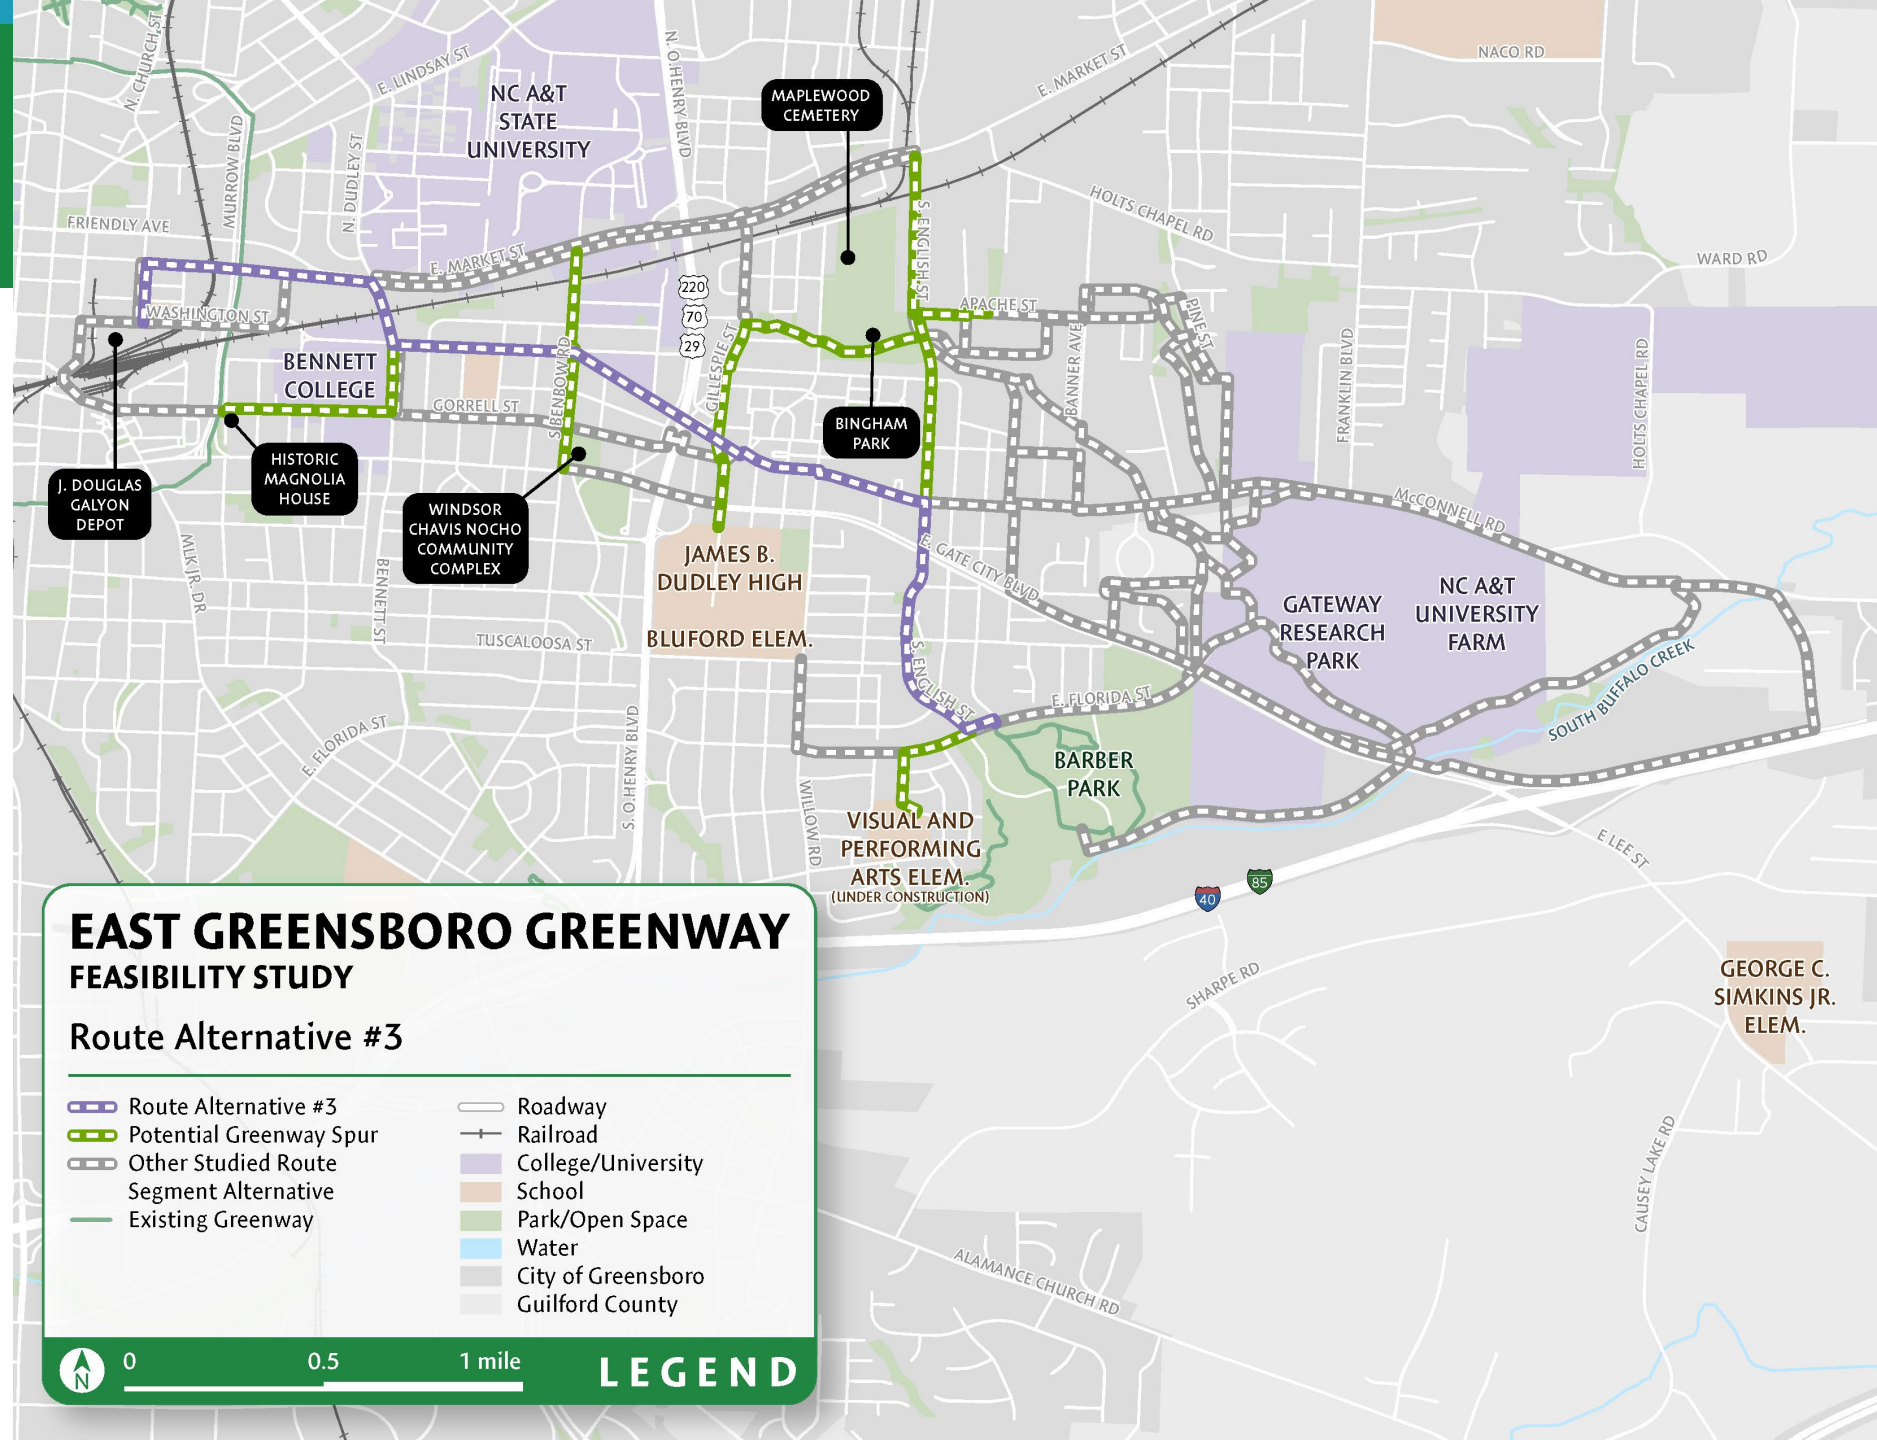 NACO RD
E. MARKET ST
N. CHURCH ST
E. LINDSAY ST
N. O.HENRY BLVD
NC A&T
STATE
UNIVERSITY
MAPLEWOOD
CEMETERY
MURROW BLVD
N. DUDLEY ST
HOLTS CHAPEL RD
FRIENDLY AVE
S. ENGLISH ST
WARD RD
E. MARKET ST
220
70
29
WASHINGTON ST
APACHE ST
PINE ST
BENNETT
COLLEGE
S. BENBOW RD
GILLESPIE ST
BANNER AVE
FRANKLIN BLVD
HOLTS CHAPEL RD
GORRELL ST
BINGHAM
PARK
HISTORIC
MAGNOLIA
HOUSE
J. DOUGLAS
GALYON
DEPOT
WINDSOR
CHAVIS NOCHO
COMMUNITY
COMPLEX
McCONNELL RD
MLK JR. DR
BENNETT ST
JAMES B.
DUDLEY HIGH
BLUFORD ELEM.
E. GATE CITY BLVD
GATEWAY
RESEARCH
PARK
NC A&T
UNIVERSITY
FARM
TUSCALOOSA ST
S. ENGLISH ST
E. FLORIDA ST
SOUTH BUFFALO CREEK
E. FLORIDA ST
S. O.HENRY BLVD
WILLOW RD
BARBER
PARK
VISUAL AND
PERFORMING
ARTS ELEM.
(UNDER CONSTRUCTION)
E LEE ST
40
85
SHARPE RD
GEORGE C.
SIMKINS JR.
ELEM.
CAUSEY LAKE RD
ALAMANCE CHURCH RD
EAST GREENSBORO GREENWAY
FEASIBILITY STUDY
Route Alternative #3
Route Alternative #3
Potential Greenway Spur
Other Studied Route
Segment Alternative
Existing Greenway
Roadway
Railroad
College/University
School
Park/Open Space
Water
City of Greensboro
Guilford County
N
0 0.5 1 mile
LEGEND